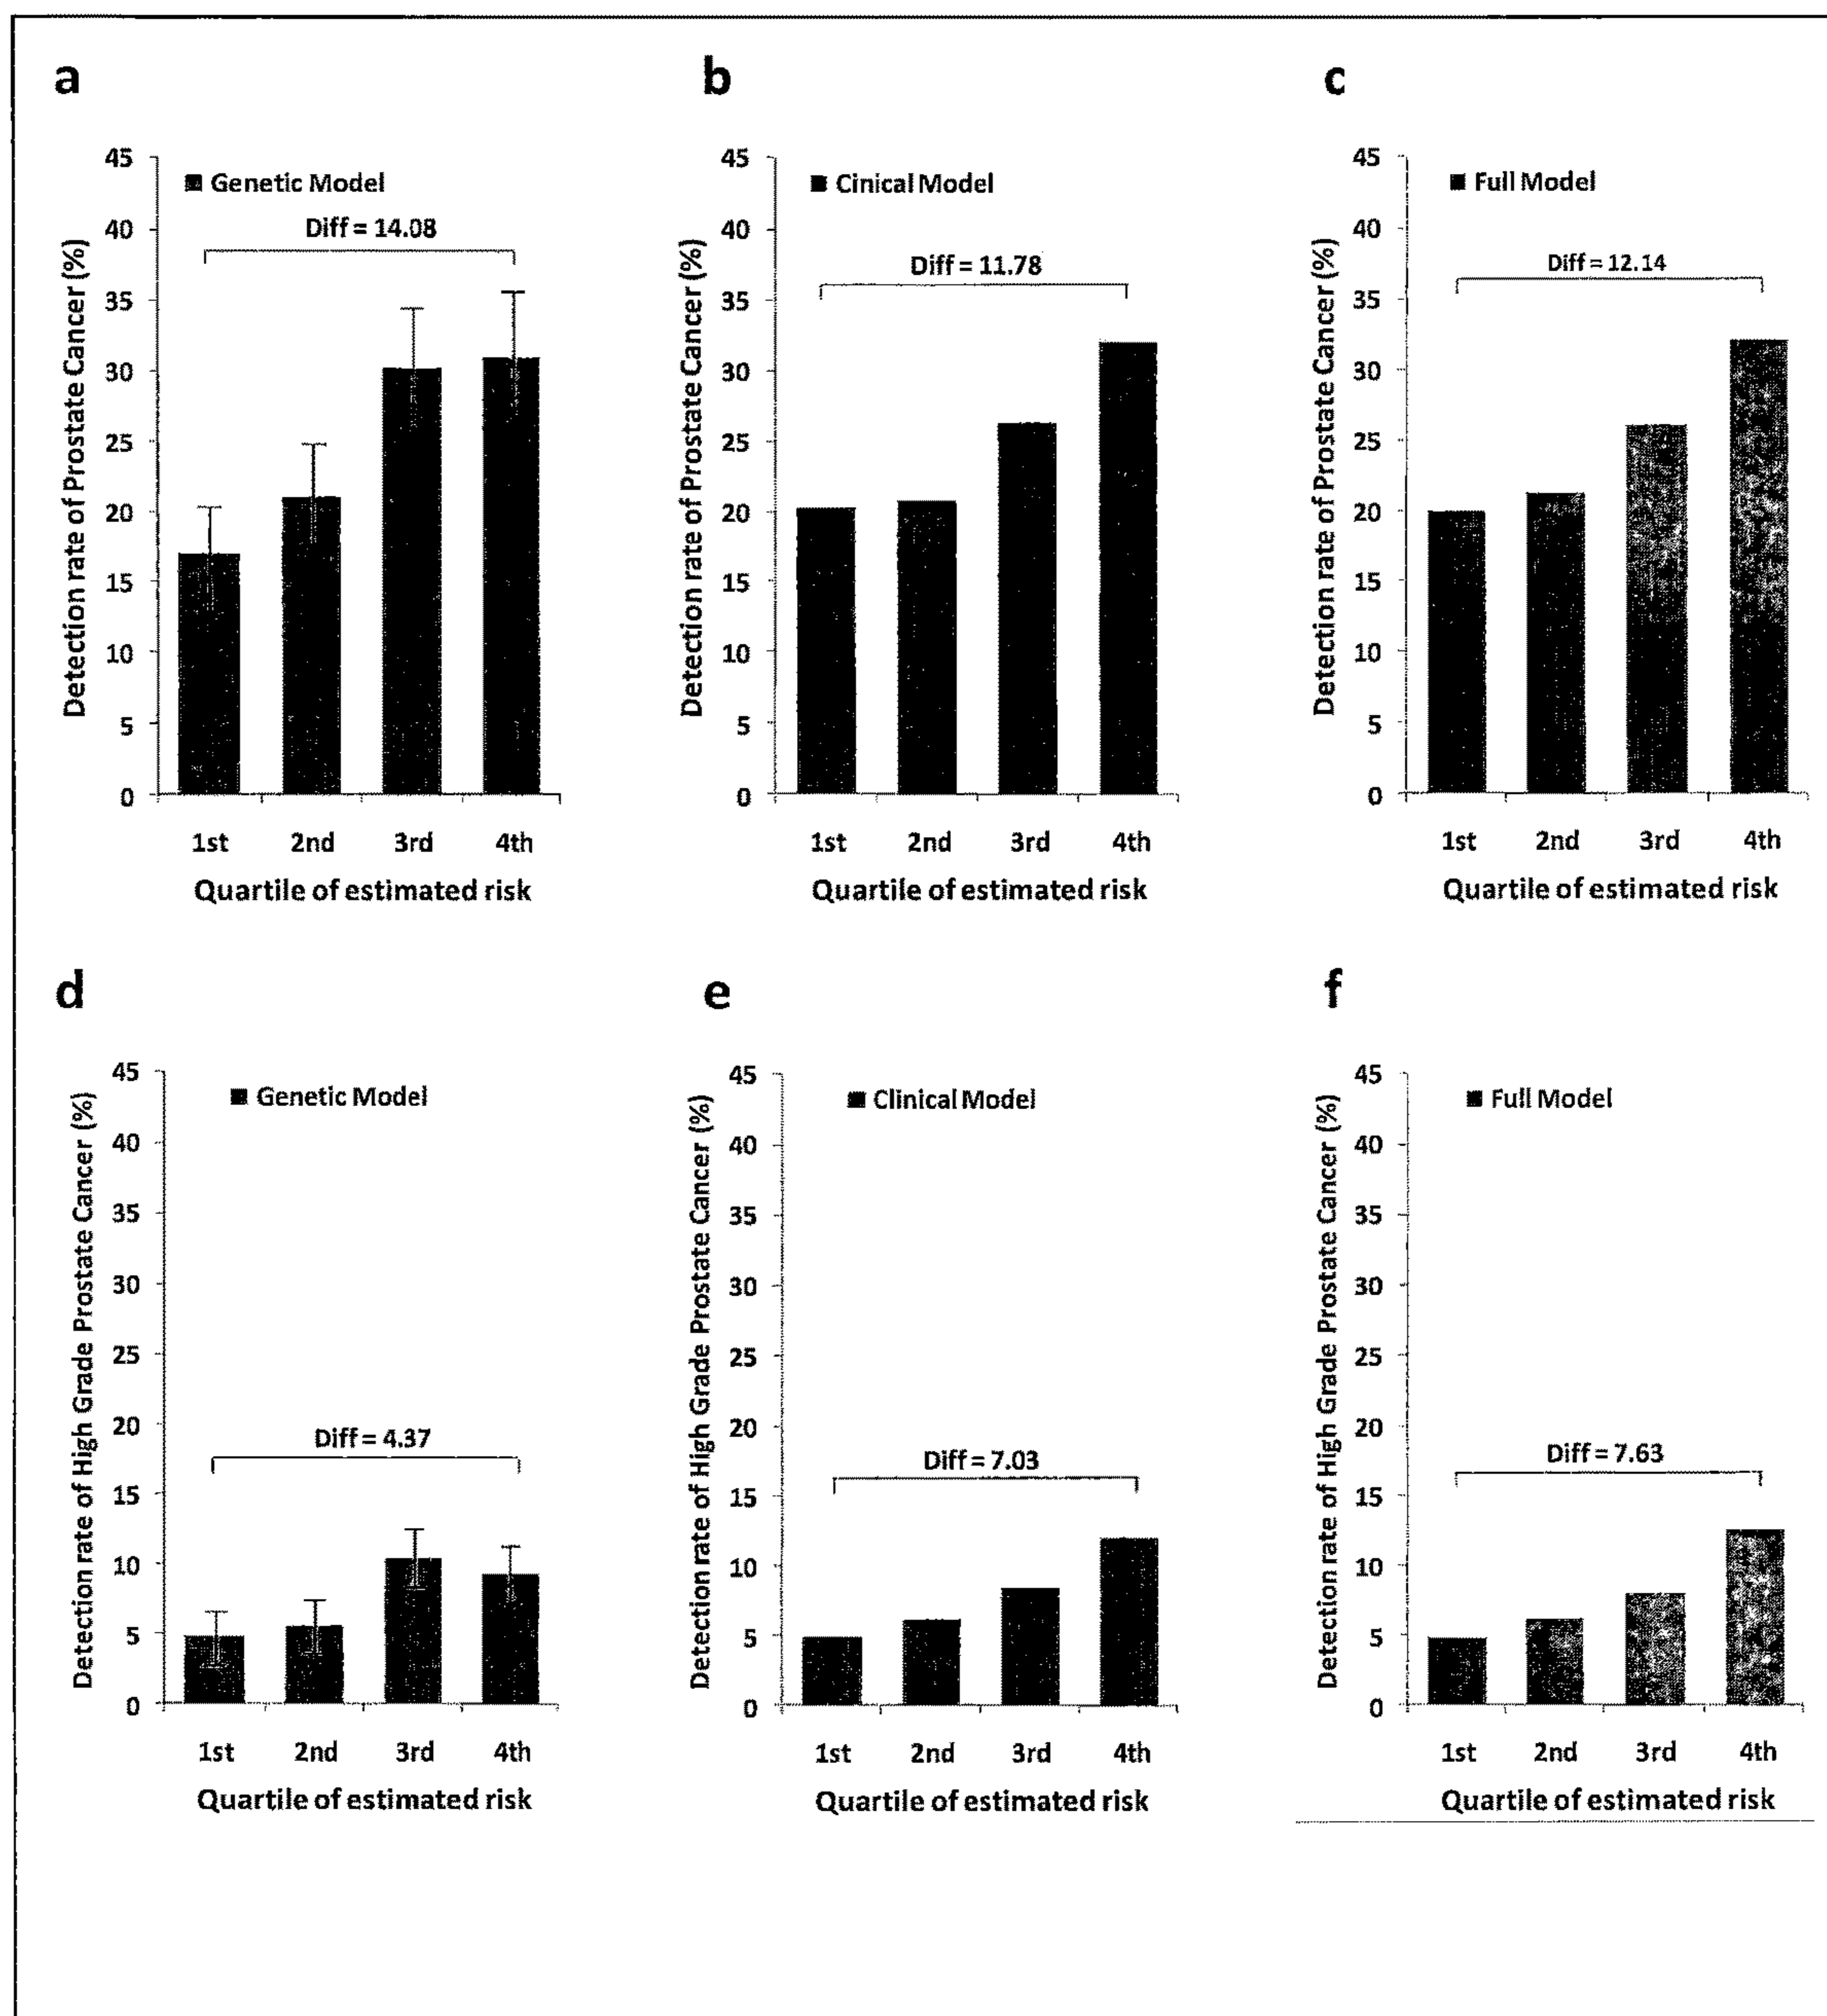 a
Detection rate of Prostate Cancer (%)
45
40
35
30
25
20
15
10
5
0
Genetic Model
Diff = 14.08
1st 2nd 3rd 4th
Quartile of estimated risk
b
Detection rate of Prostate Cancer (%)
45
40
35
30
25
20
15
10
5
0
Cinical Model
Diff = 11.78
1st 2nd 3rd 4th
Quartile of estimated risk
c
Detection rate of Prostate Cancer (%)
45
40
35
30
25
20
15
10
5
0
Full Model
Diff = 12.14
1st 2nd 3rd 4th
Quartile of estimated risk
d
Detection rate of High Grade Prostate Cancer (%)
45
40
35
30
25
20
15
10
5
0
Genetic Model
Diff = 4.37
1st 2nd 3rd 4th
Quartile of estimated risk
e
Detection rate of High Grade Prostate Cancer (%)
45
40
35
30
25
20
15
10
5
0
Clinical Model
Diff = 7.03
1st 2nd 3rd 4th
Quartile of estimated risk
f
Detection rate of High Grade Prostate Cancer (%)
45
40
35
30
25
20
15
10
5
0
Full Model
Diff = 7.63
1st 2nd 3rd 4th
Quartile of estimated risk